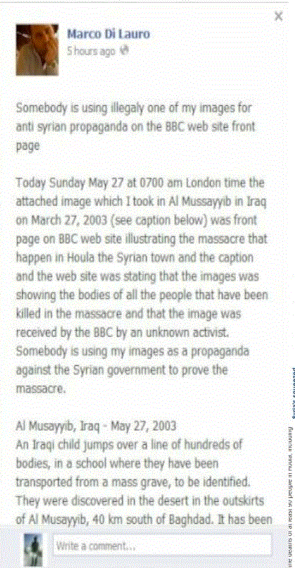 Marco Di Lauro
5 hours ago
Somebody is using illegaly one of my images for
anti syrian propaganda on the BBC web site front
page
Today Sunday May 27 at 0700 am London time the
attached image which I took in Al Mussayyib in Iraq
on March 27, 2003 (see caption below) was front
page on BBC web site illustrating the massacre that
happen in Houla the Syrian town and the caption
and the web site was stating that the images was
showing the bodies of all the people that have been
killed in the massacre and that the image was
received by the BBC by an unknown activist.
Somebody is using my images as a propaganda
against the Syrian government to prove the
massacre.
Al Musayyib, Iraq - May 27, 2003
An Iraqi child jumps over a line of hundreds of
bodies, in a school where they have been
transported from a mass grave, to be identified.
They were discovered in the desert in the outskirts
of Al Musayyib, 40 km south of Baghdad. It has been
Write a comment...